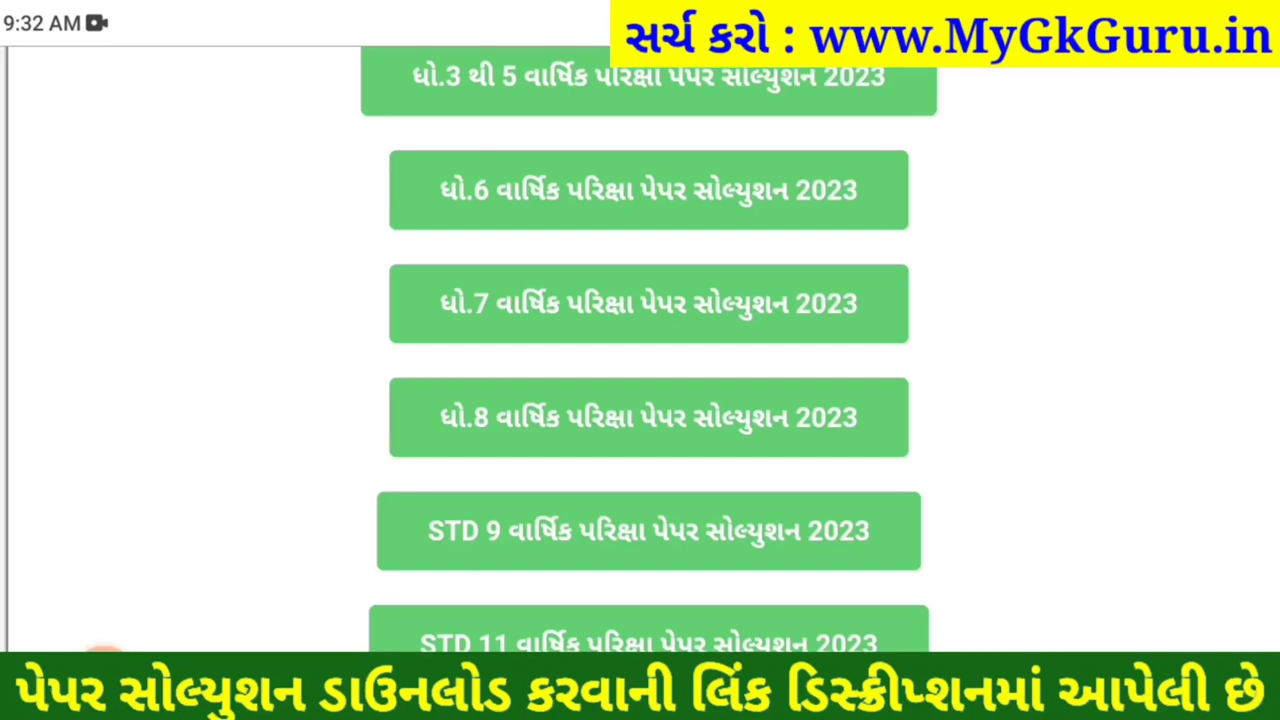 9:32 AM
સર્ચ કરો : www.MyGkGuru.in
ધો.3 થી 5 વાર્ષિક પરિક્ષા પેપર સોલ્યુશન 2023
ધો.6 વાર્ષિક પરિક્ષા પેપર સોલ્યુશન 2023
ધો.7 વાર્ષિક પરિક્ષા પેપર સોલ્યુશન 2023
ધો.8 વાર્ષિક પરિક્ષા પેપર સોલ્યુશન 2023
STD 9 વાર્ષિક પરિક્ષા પેપર સોલ્યુશન 2023
STD 11 વાર્ષિક પરિક્ષા પેપર સોલ્યુશન 2023
પેપર સોલ્યુશન ડાઉનલોડ કરવાની લિંક ડિસ્ક્રીપ્શનમાં આપેલી છે